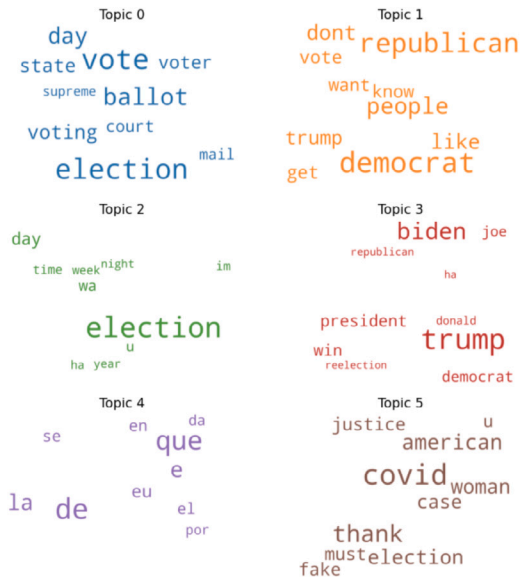 Topic 0
day
vote
state
voter
supreme
ballot
voting
court
mail
election
Topic 1
dont
republican
vote
want
know
people
trump
like
democrat
get
Topic 2
day
time
week
night
im
wa
election
u
ha
year
Topic 3
biden
joe
republican
ha
president
donald
trump
win
reelection
democrat
Topic 4
da
en
se
que
e
eu
la
de
el
por
Topic 5
justice
u
american
covid
woman
case
thank
must
election
fake